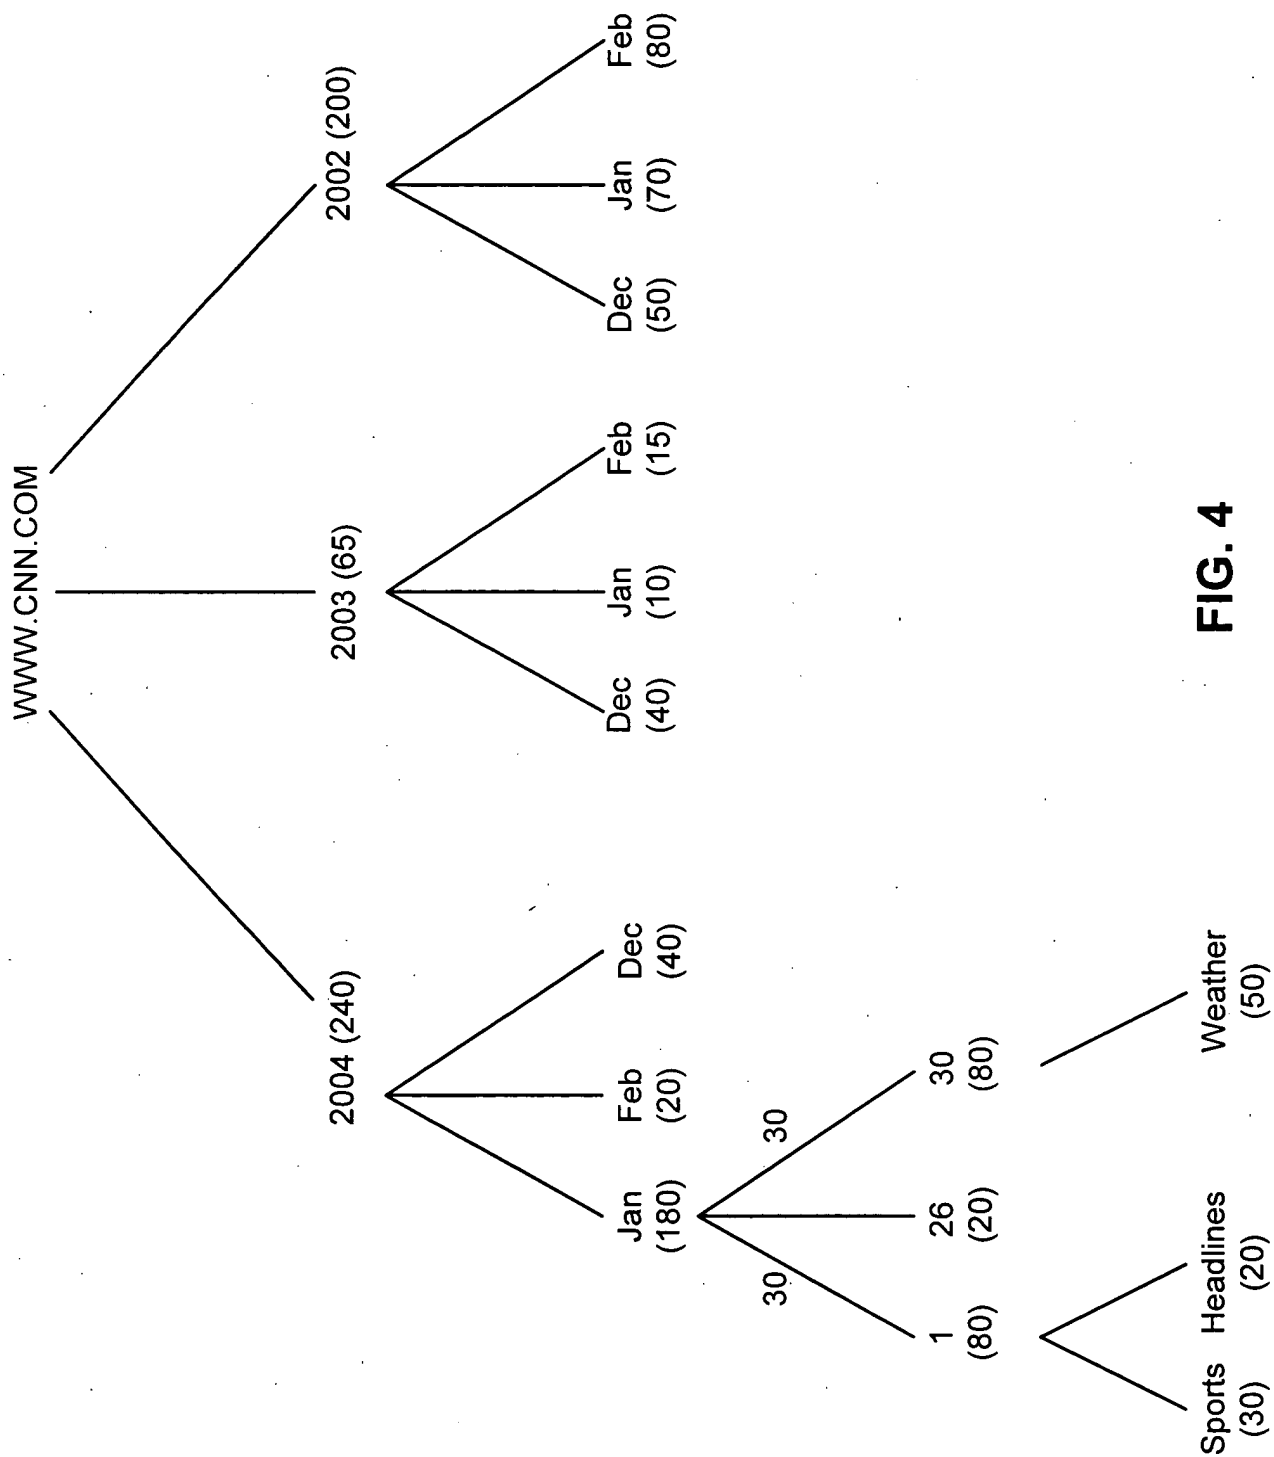 WWW.CNN.COM
2004 (240)
2003 (65)
2002 (200)
Jan
(180)
Feb
(20)
Dec
(40)
Dec
(40)
Jan
(10)
Feb
(15)
Dec
(50)
Jan
(70)
Feb
(80)
30
30
1
(80)
26
(20)
30
(80)
Sports
(30)
Headlines
(20)
Weather
(50)
FIG. 4